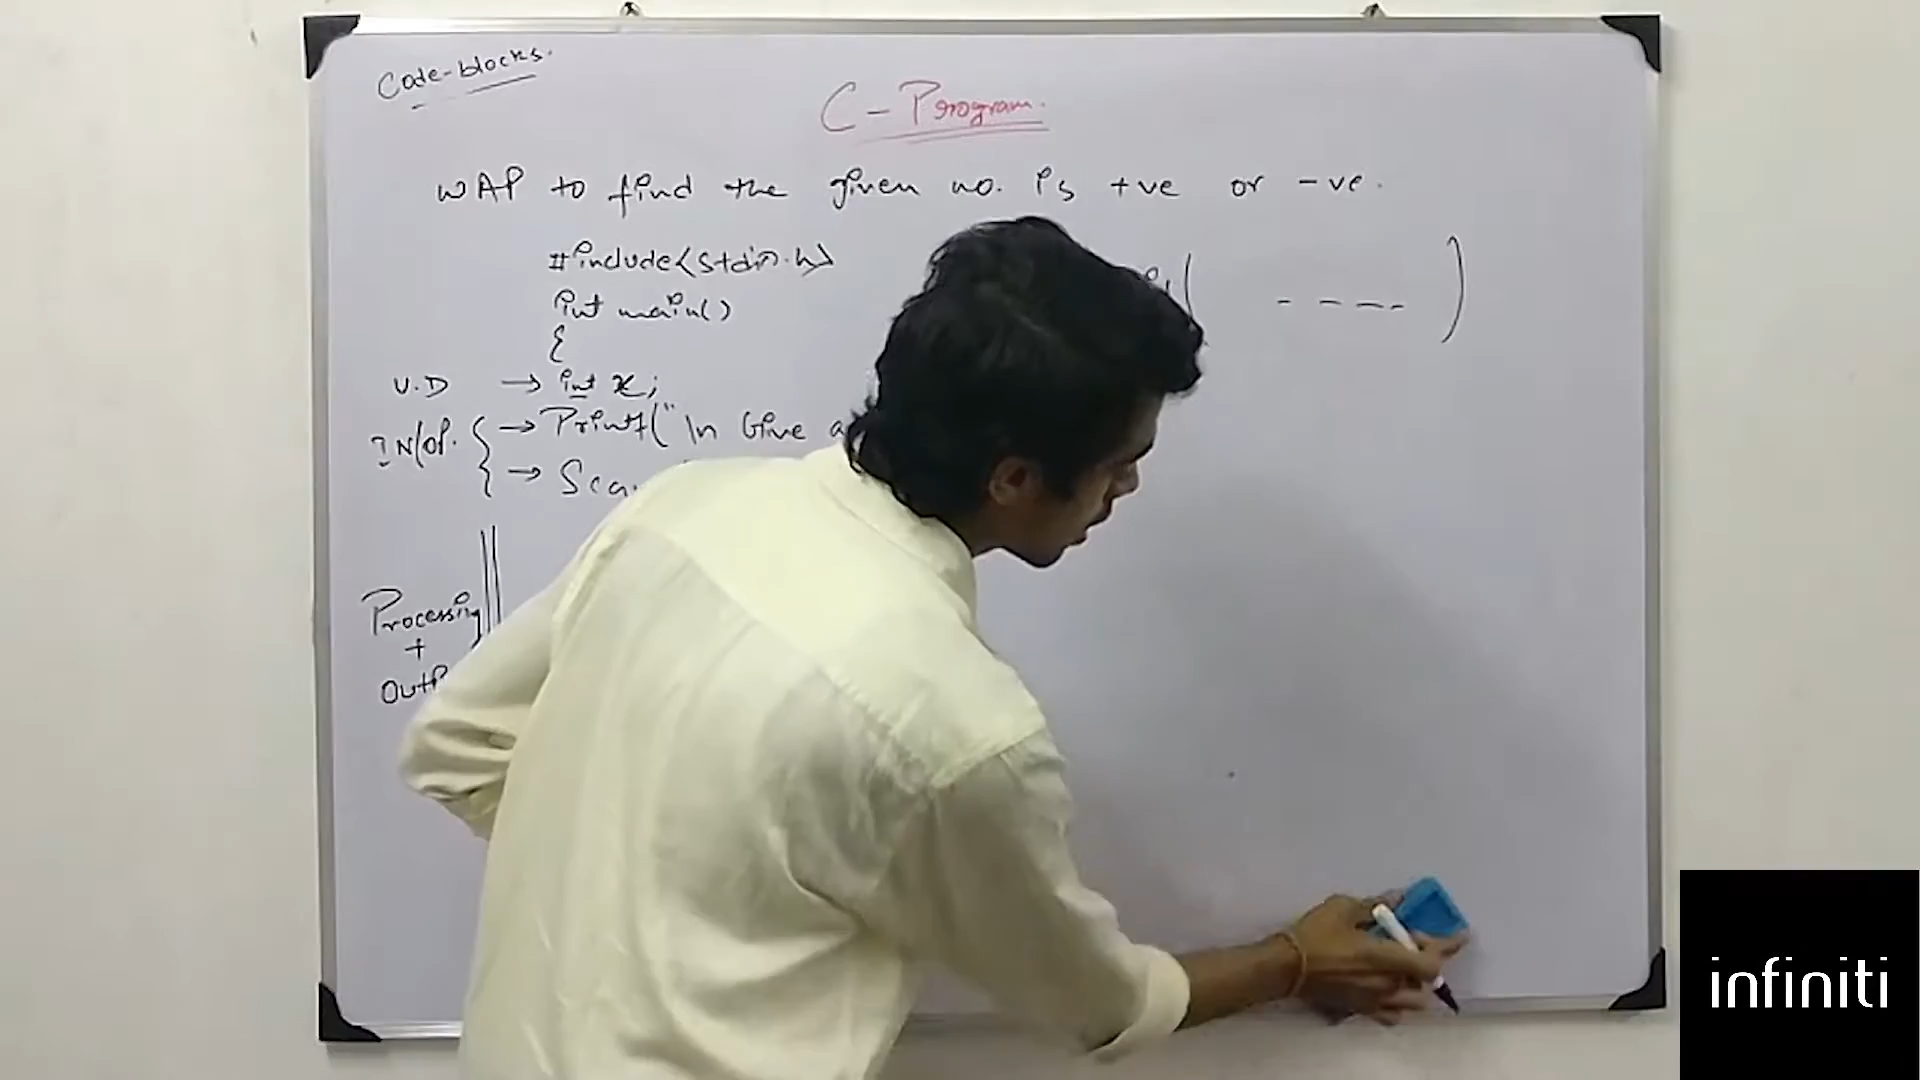 Code-blocks.
C-Program.
WAP to find the given no. is +ve or -ve.
#include<stdio.h>
int main()
{
V.D → int x;
IN/OP. { → Printf("\n Give a
→ Scan
( ---- )
Processing
+
Outp
infiniti